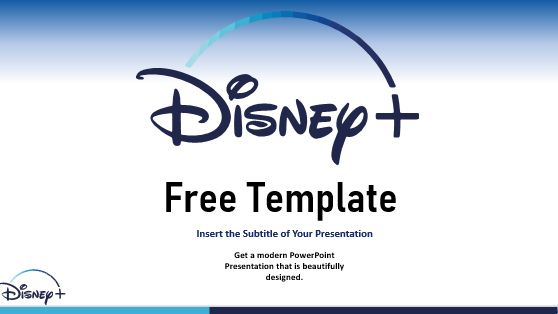 Disney+
Free Template
Insert the Subtitle of Your Presentation
Get a modern PowerPoint
Presentation that is beautifully
designed.
Disney+